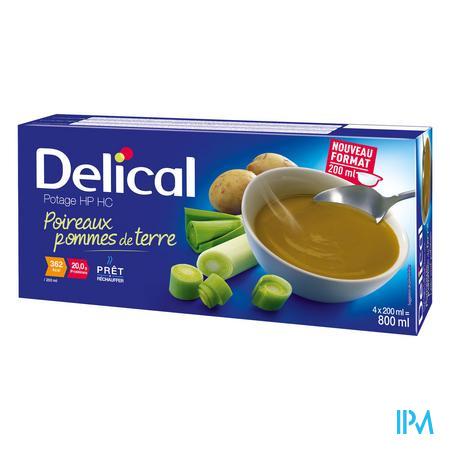 NOUVEAU
FORMAT
200 ml
Delical
Potage HP HC
Poireaux
pommes de terre
362
kcal
20,0 g
/ 200 ml
PRÊT
RÉCHAUFFER
4 x 200 ml =
800 ml
IPM